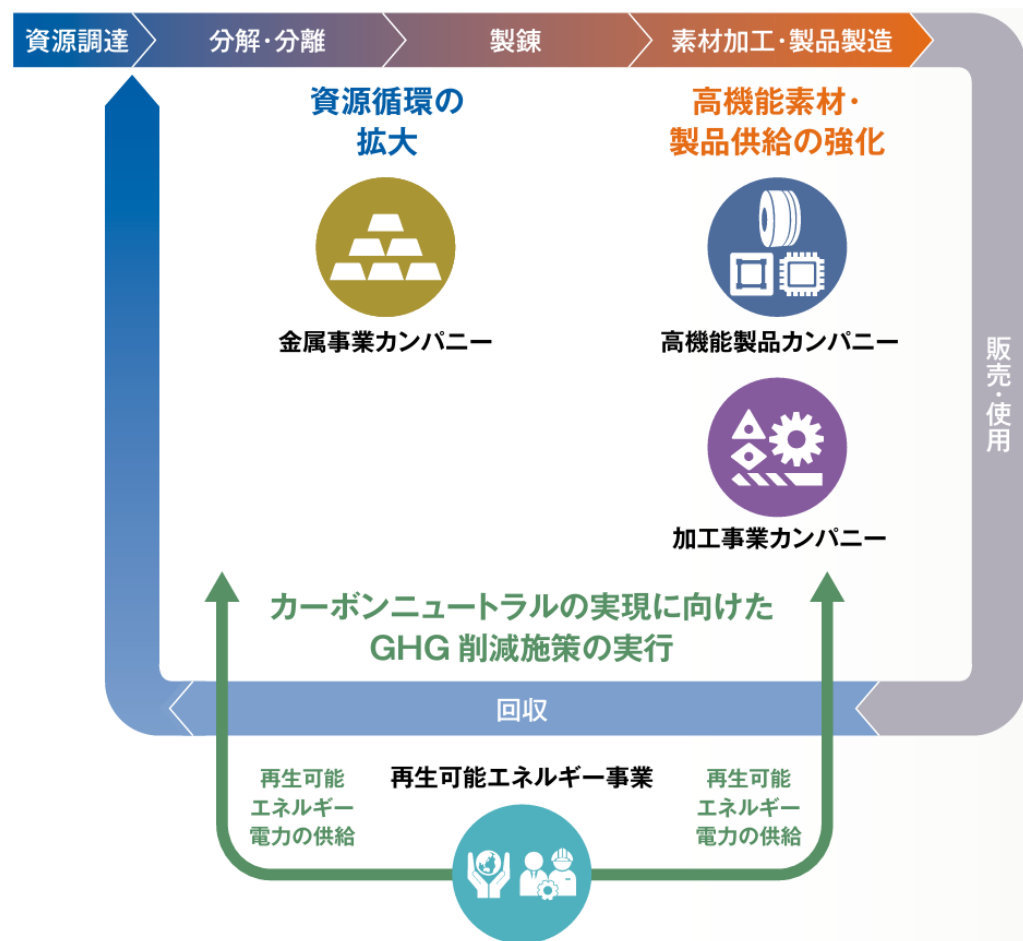 資源調達
分解・分離
製錬
素材加工・製品製造
資源循環の
拡大
高機能素材・
製品供給の強化
金属事業カンパニー
高機能製品カンパニー
販売・使用
加工事業カンパニー
カーボンニュートラルの実現に向けた
GHG 削減施策の実行
回収
再生可能エネルギー事業
再生可能
エネルギー
電力の供給
再生可能
エネルギー
電力の供給